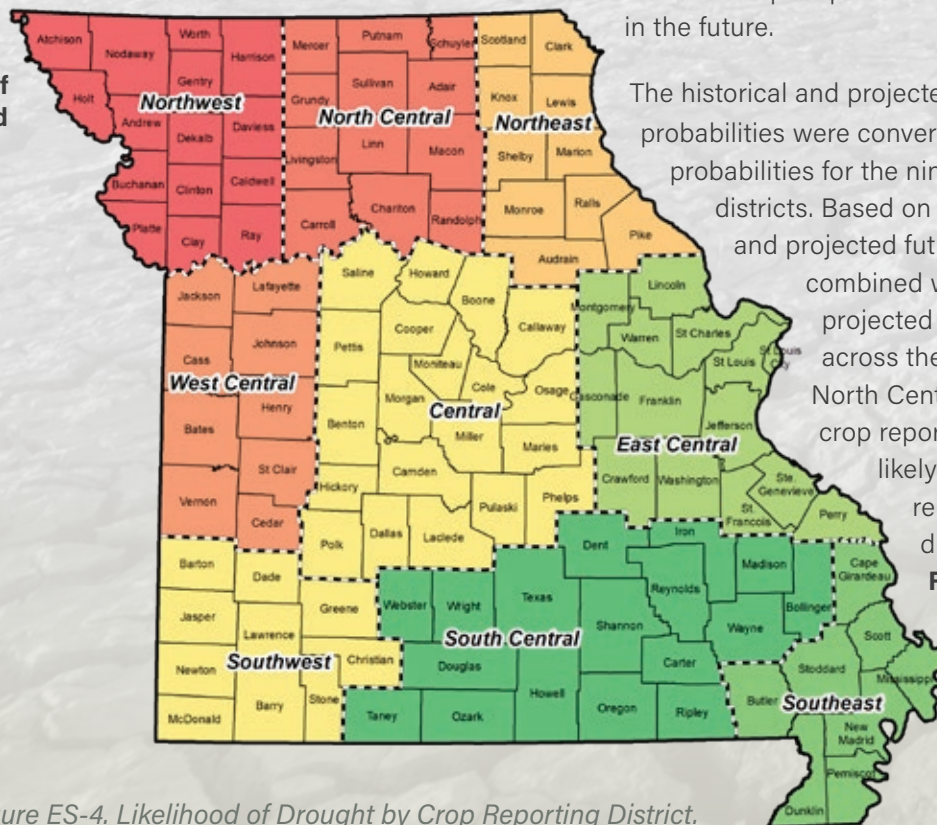 in the future.
The historical and projecte
probabilities were conver
probabilities for the nin
districts. Based on
and projected fut
combined w
projected
across the
North Cent
crop repor
likely
re
d
F
f
d
Northwest
Atchison
Nodaway
Worth
Harrison
Holt
Gentry
Andrew
Dekalb
Daviess
Buchanan
Clinton
Caldwell
Platte
Clay
Ray
North Central
Mercer
Putnam
Schuyler
Sullivan
Adair
Grundy
Linn
Macon
Livingston
Chariton
Carroll
Randolph
Northeast
Scotland
Clark
Knox
Lewis
Shelby
Marion
Monroe
Ralls
Pike
Audrain
West Central
Jackson
Lafayette
Cass
Johnson
Bates
Henry
St Clair
Vernon
Cedar
Central
Saline
Howard
Boone
Cooper
Callaway
Pettis
Moniteau
Cole
Osage
Morgan
Benton
Miller
Maries
Camden
Hickory
Pulaski
Phelps
Polk
Dallas
Laclede
East Central
Montgomery
Lincoln
Warren
St Charles
St Louis
St Louis
City
Gasconade
Franklin
Jefferson
Crawford
Washington
Ste.
Genevieve
St.
Francois
Perry
Southwest
Barton
Dade
Jasper
Greene
Lawrence
Newton
Christian
McDonald
Barry
Stone
South Central
Dent
Iron
Webster
Wright
Texas
Reynolds
Madison
Bollinger
Shannon
Wayne
Douglas
Carter
Howell
Taney
Ozark
Oregon
Ripley
Southeast
Cape
Girardeau
Scott
Stoddard
Mississippi
Butler
New
Madrid
Pemiscot
Dunklin
ure ES-4. Likelihood of Drought by Crop Reporting District.